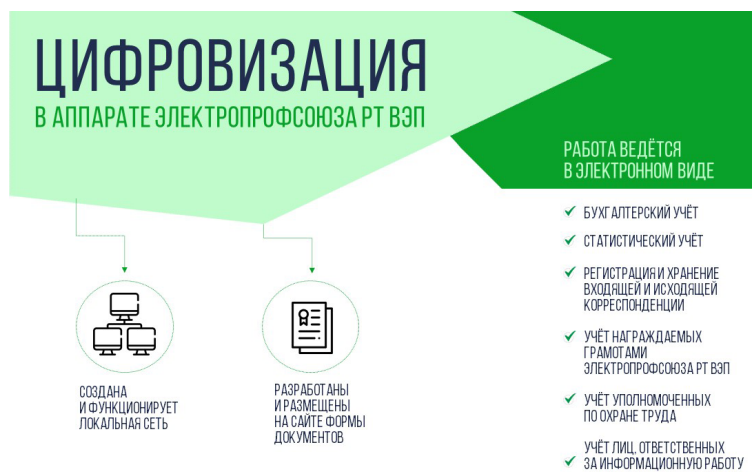 ЦИФРОВИЗАЦИЯ
В АППАРАТЕ ЭЛЕКТРОПРОФСОЮЗА РТ ВЭП
СОЗДАНА
И ФУНКЦИОНИРУЕТ
ЛОКАЛЬНАЯ СЕТЬ
РАЗРАБОТАНЫ
И РАЗМЕЩЕНЫ
НА САЙТЕ ФОРМЫ
ДОКУМЕНТОВ
РАБОТА ВЕДЁТСЯ
В ЭЛЕКТРОННОМ ВИДЕ
БУХГАЛТЕРСКИЙ УЧЁТ
СТАТИСТИЧЕСКИЙ УЧЁТ
РЕГИСТРАЦИЯ И ХРАНЕНИЕ
ВХОДЯЩЕЙ И ИСХОДЯЩЕЙ
КОРРЕСПОНДЕНЦИИ
УЧЁТ НАГРАЖДАЕМЫХ
ГРАМОТАМИ
ЭЛЕКТРОПРОФСОЮЗА РТ ВЭП
УЧЁТ УПОЛНОМОЧЕННЫХ
ПО ОХРАНЕ ТРУДА
УЧЁТ ЛИЦ, ОТВЕТСТВЕННЫХ
ЗА ИНФОРМАЦИОННУЮ РАБОТУ